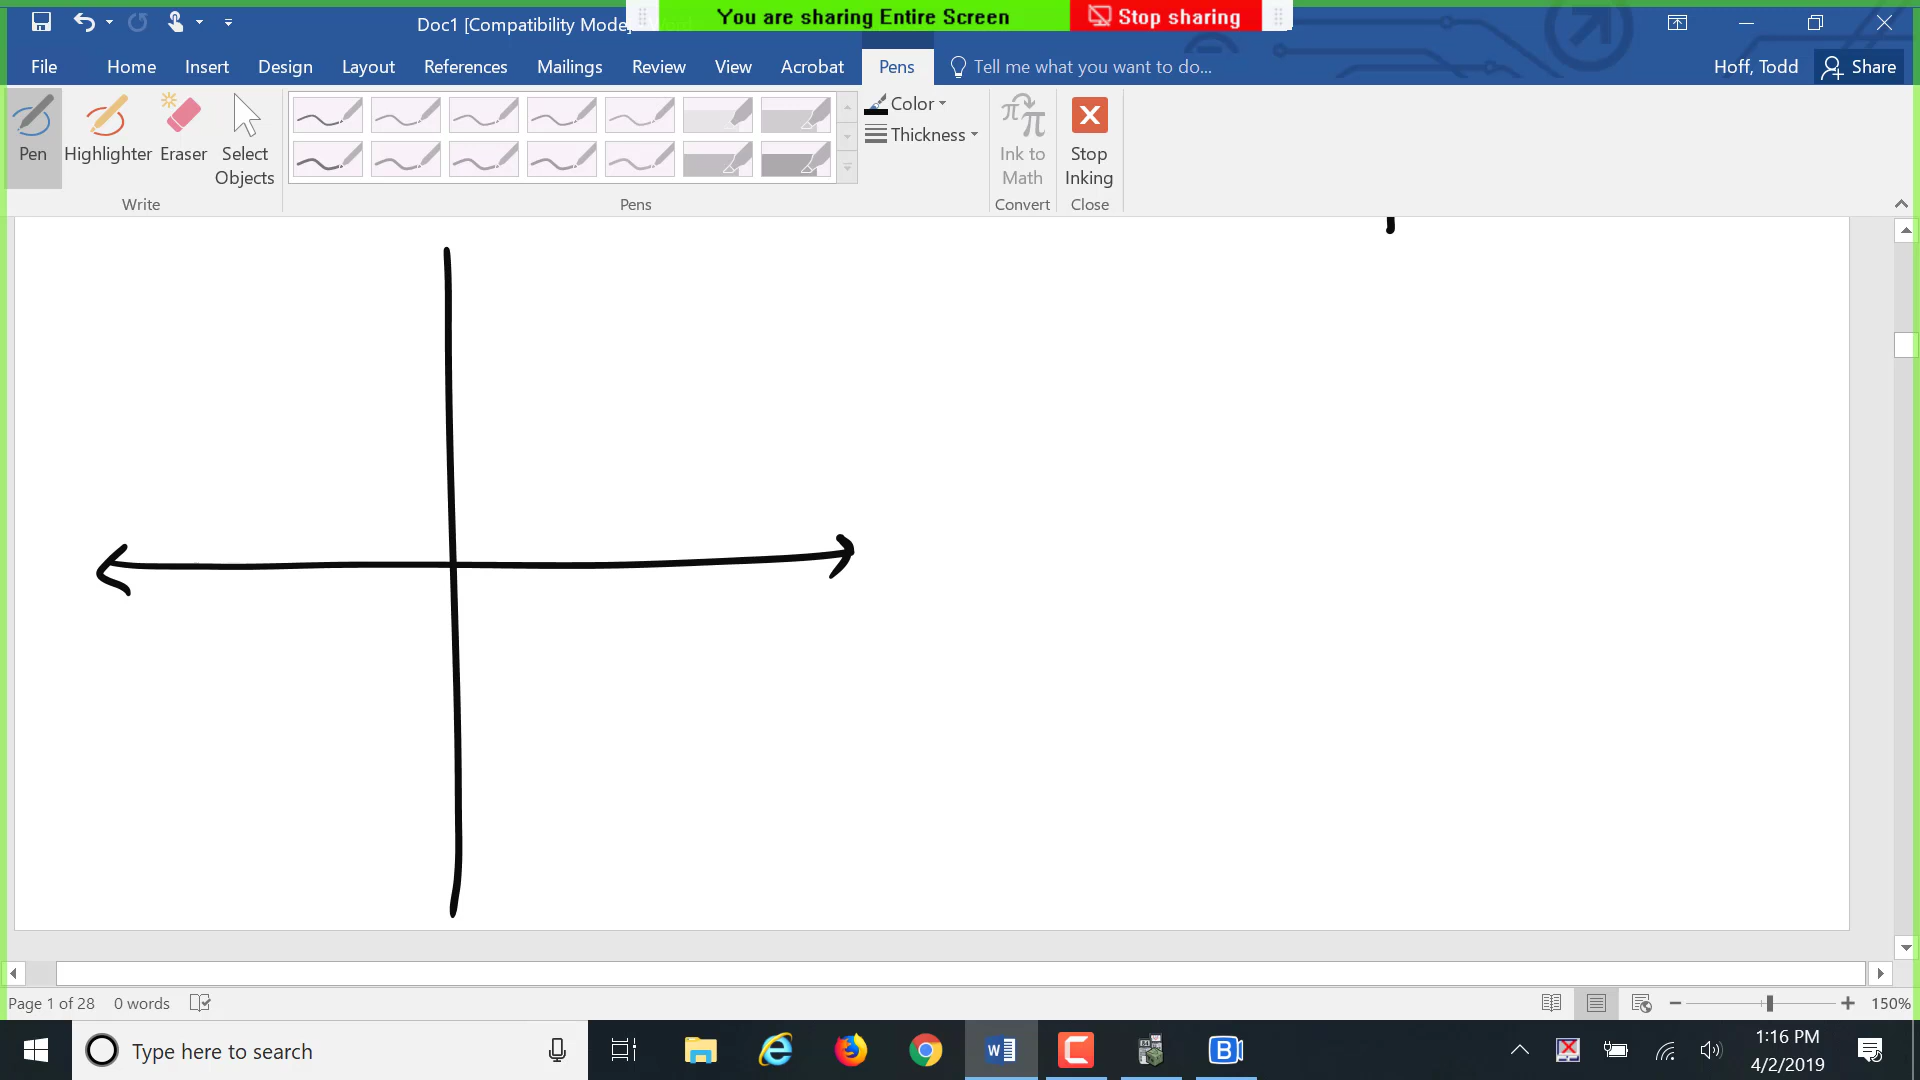 You are sharing Entire Screen
Stop sharing
Doc1 [Compatibility Mode]
File Home Insert Design Layout References Mailings Review View Acrobat Pens Tell me what you want to do... Hoff, Todd Share
Pen Highlighter Eraser Select Objects
Color
Thickness
Ink to Math
Stop Inking
Write Pens Convert Close
Page 1 of 28 0 words 150%
Type here to search
1:16 PM
4/2/2019